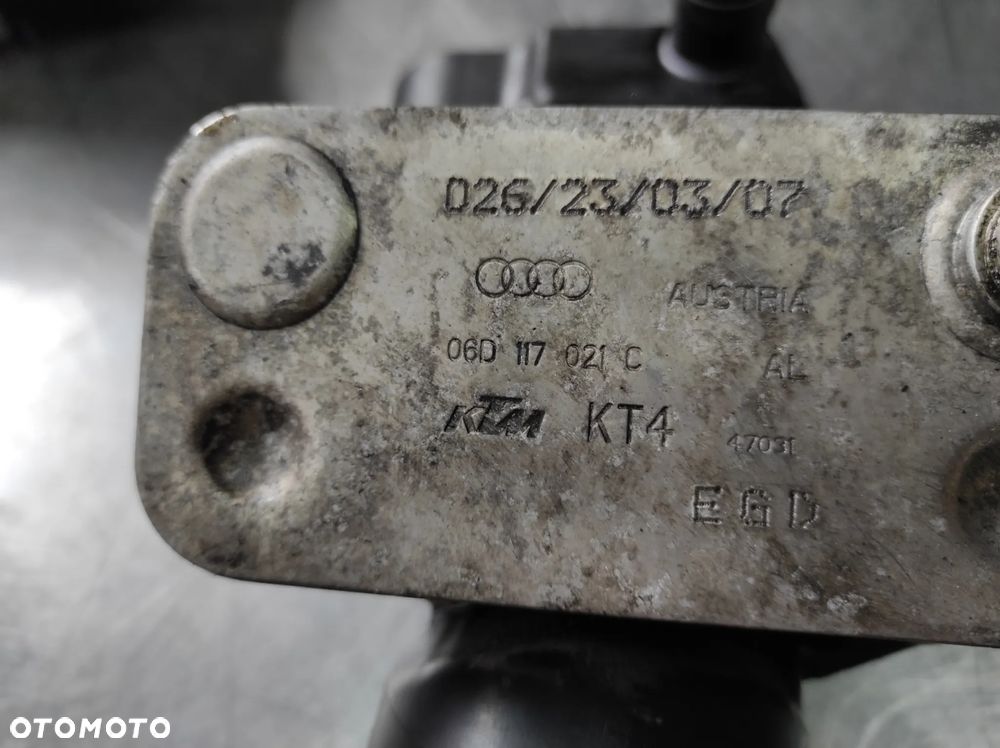 026/23/03/07
AUSTRIA
06D 117 021 C
AL
KTM KT4
47031
EGD
OTOMOTO